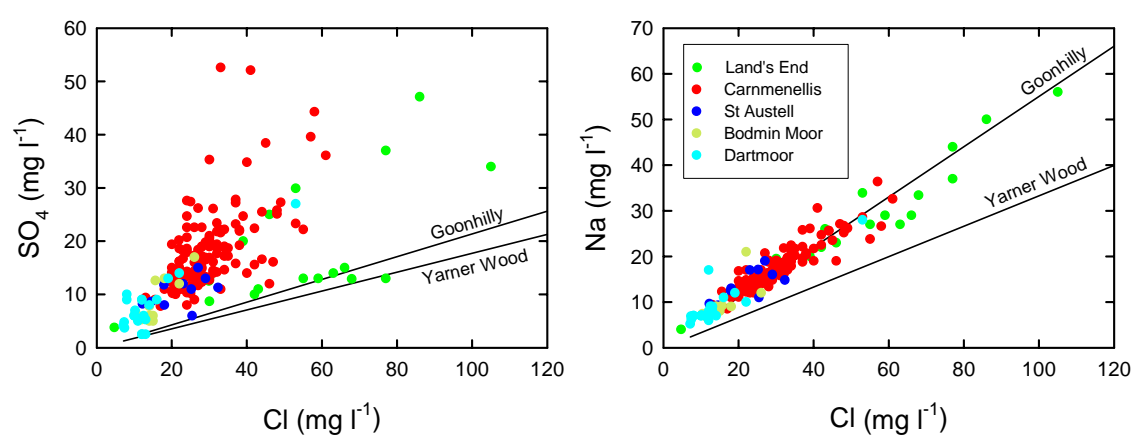 60
50
40
30
20
10
0
SO4 (mg l-1)
Goonhilly
Yarner Wood
0 20 40 60 80 100 120
Cl (mg l-1)
70
60
50
40
30
20
10
0
Na (mg l-1)
Land's End
Carnmenellis
St Austell
Bodmin Moor
Dartmoor
Goonhilly
Yarner Wood
0 20 40 60 80 100 120
Cl (mg l-1)